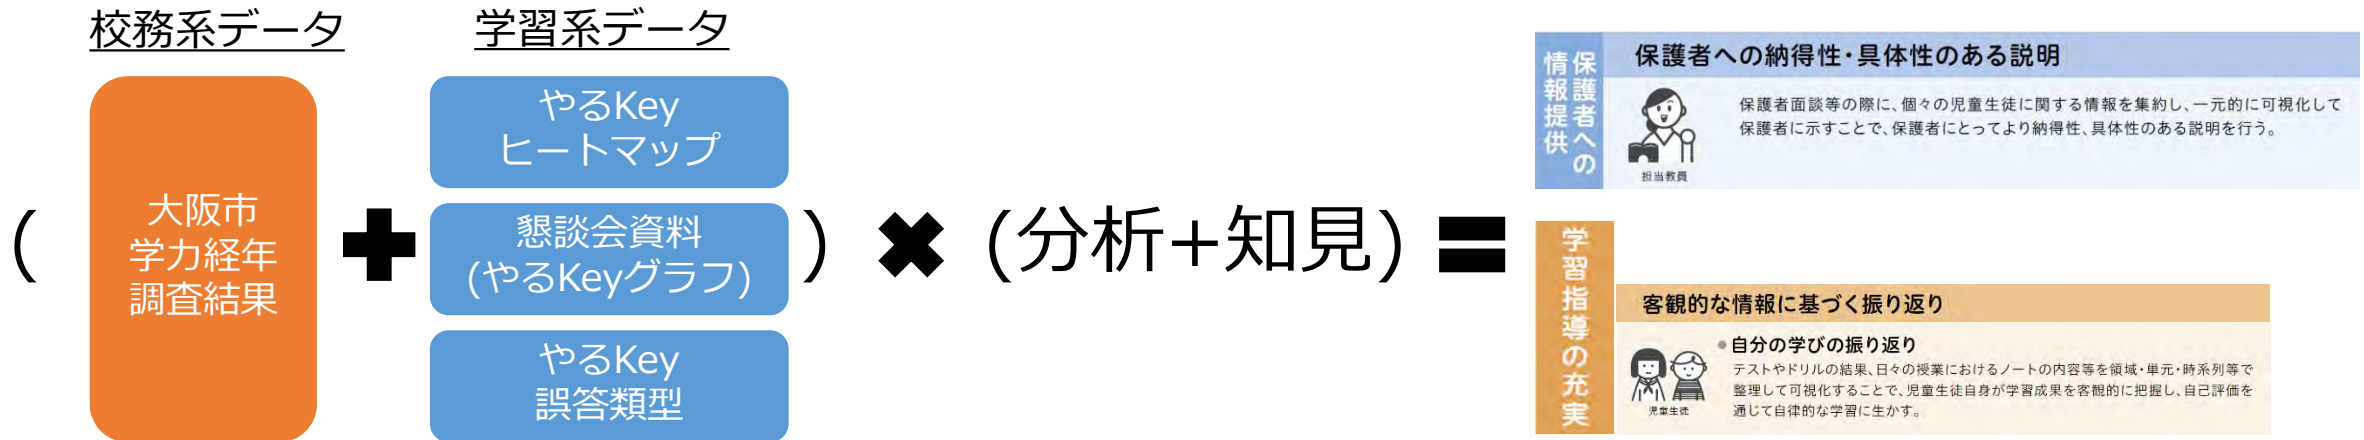 校務系データ
学習系データ
(
大阪市
学力経年
調査結果
+
やるKey
ヒートマップ
懇談会資料
(やるKeyグラフ)
やるKey
誤答類型
)
×
(分析+知見)
=
保護者への
情報提供
保護者への納得性・具体性のある説明
保護者面談等の際に、個々の児童生徒に関する情報を集約し、一元的に可視化して
保護者に示すことで、保護者にとってより納得性、具体性のある説明を行う。
担当教員
学習指導の充実
客観的な情報に基づく振り返り
●自分の学びの振り返り
テストやドリルの結果、日々の授業におけるノートの内容等を領域・単元・時系列等で
整理して可視化することで、児童生徒自身が学習成果を客観的に把握し、自己評価を
通じて自律的な学習に生かす。
児童生徒